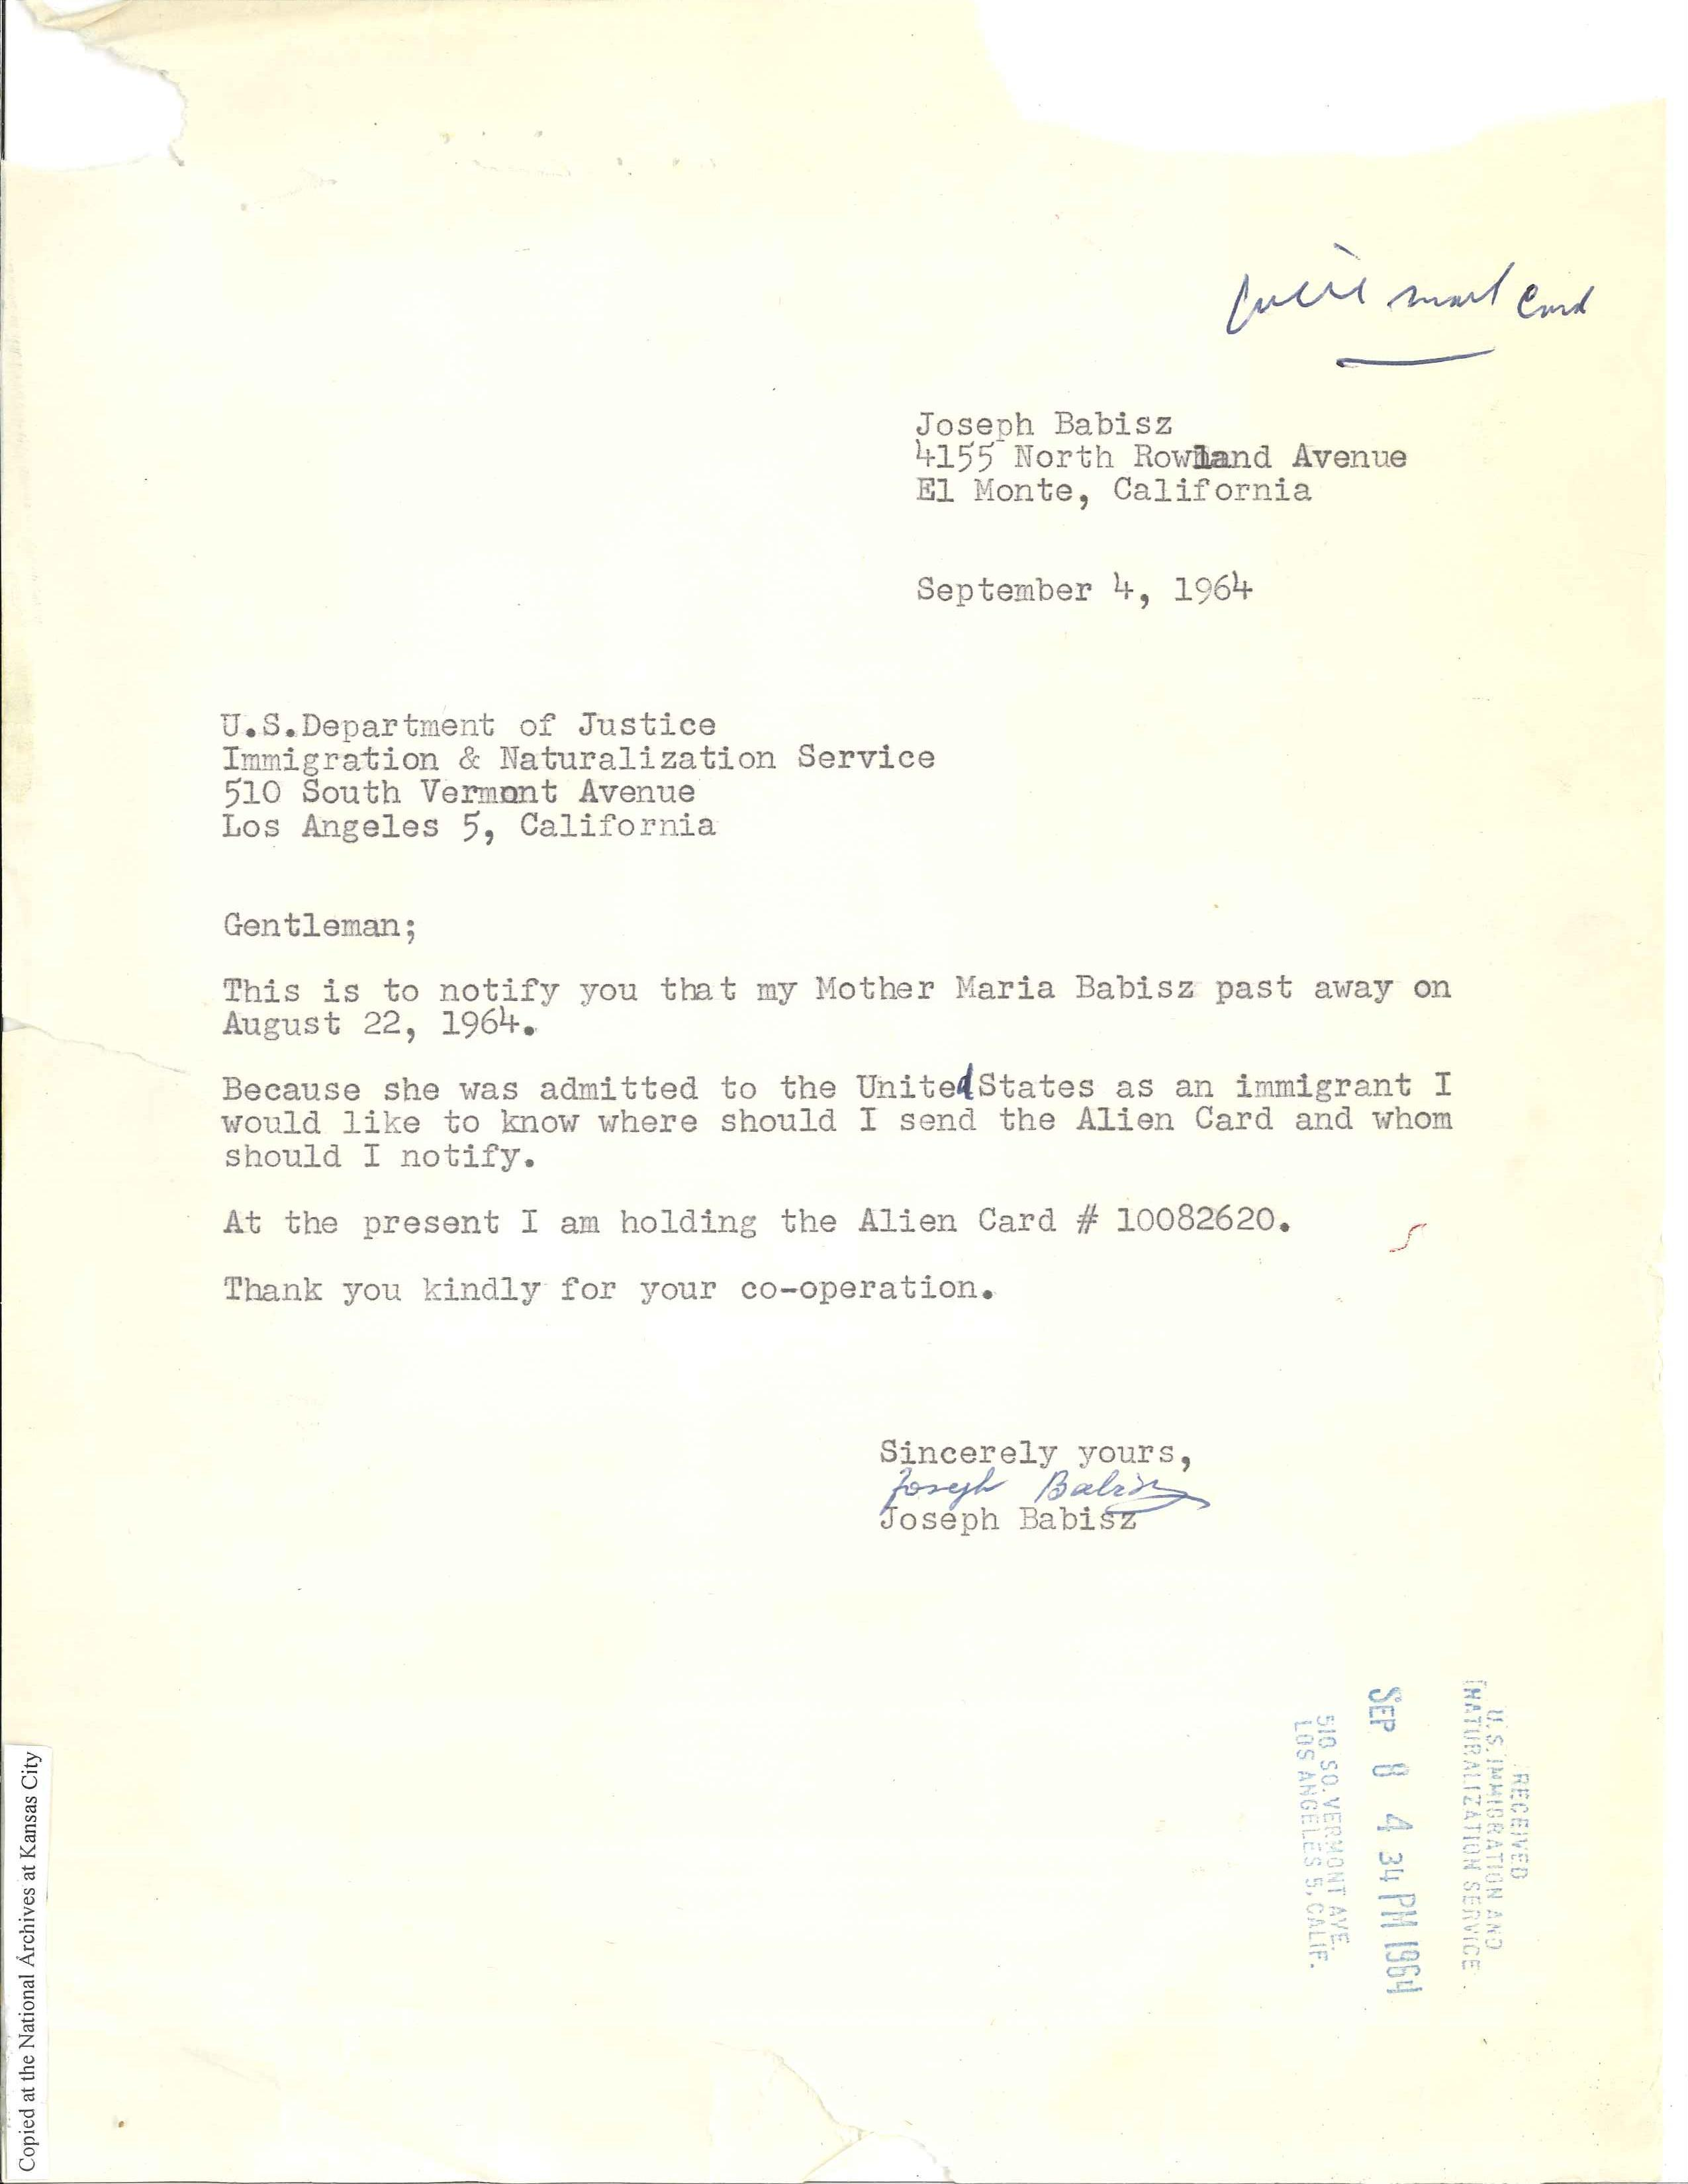 mail card
Joseph Babisz
4155 North Rowland Avenue
El Monte, California
September 4, 1964
U.S.Department of Justice
Immigration & Naturalization Service
510 South Vermont Avenue
Los Angeles 5, California
Gentleman;
This is to notify you that my Mother Maria Babisz past away on
August 22, 1964.
Because she was admitted to the United States as an immigrant I
would like to know where should I send the Alien Card and whom
should I notify.
At the present I am holding the Alien Card # 10082620.
Thank you kindly for your co-operation.
Sincerely yours,
Joseph Babisz
Joseph Babisz
RECEIVED
U.S. IMMIGRATION AND
NATURALIZATION SERVICE
SEP 8 4 34 PM 1964
510 SO. VERMONT AVE.
LOS ANGELES 5, CALIF.
Copied at the National Archives at Kansas City